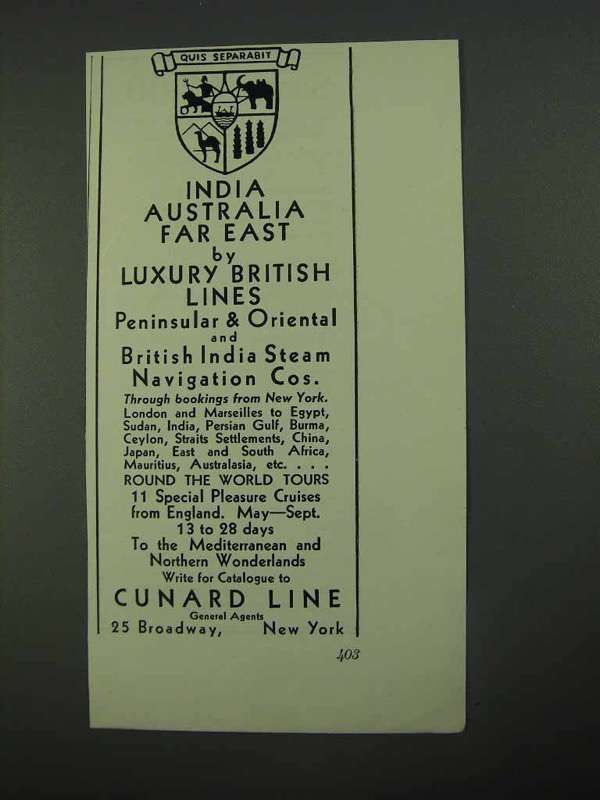 QUIS SEPARABIT
INDIA
AUSTRALIA
FAR EAST
by
LUXURY BRITISH
LINES
Peninsular & Oriental
and
British India Steam
Navigation Cos.
Through bookings from New York.
London and Marseilles to Egypt,
Sudan, India, Persian Gulf, Burma,
Ceylon, Straits Settlements, China,
Japan, East and South Africa,
Mauritius, Australasia, etc. . . .
ROUND THE WORLD TOURS
11 Special Pleasure Cruises
from England. May—Sept.
13 to 28 days
To the Mediterranean and
Northern Wonderlands
Write for Catalogue to
CUNARD LINE
General Agents
25 Broadway, New York
403